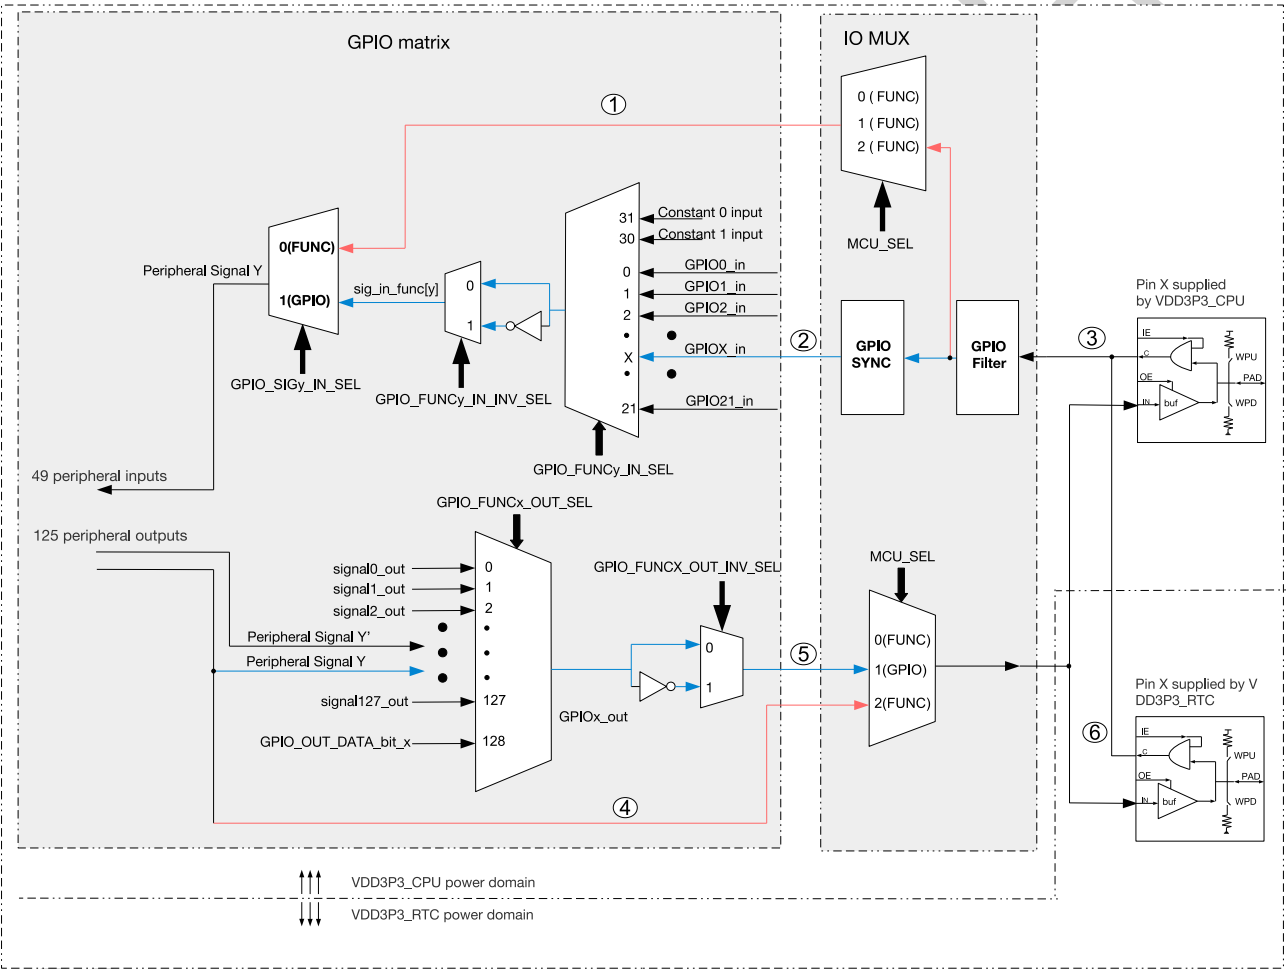 GPIO matrix
IO MUX
0 ( FUNC)
1 ( FUNC)
2 ( FUNC)
①
MCU_SEL
31
Constant 0 input
30
Constant 1 input
0
GPIO0_in
1
GPIO1_in
2
GPIO2_in
X
GPIOX_in
21
GPIO21_in
②
0(FUNC)
1(GPIO)
Peripheral Signal Y
sig_in_func[y]
0
1
GPIO_SIGy_IN_SEL
GPIO_FUNCy_IN_INV_SEL
GPIO_FUNCy_IN_SEL
GPIO
SYNC
GPIO
Filter
③
Pin X supplied
by VDD3P3_CPU
IE
C
OE
IN
buf
WPU
PAD
WPD
49 peripheral inputs
125 peripheral outputs
GPIO_FUNCx_OUT_SEL
signal0_out
0
signal1_out
1
signal2_out
2
Peripheral Signal Y'
Peripheral Signal Y
signal127_out
127
GPIO_OUT_DATA_bit_x
128
GPIOx_out
GPIO_FUNCX_OUT_INV_SEL
0
1
⑤
MCU_SEL
0(FUNC)
1(GPIO)
2(FUNC)
④
Pin X supplied by V
DD3P3_RTC
⑥
IE
C
OE
IN
buf
WPU
PAD
WPD
VDD3P3_CPU power domain
VDD3P3_RTC power domain